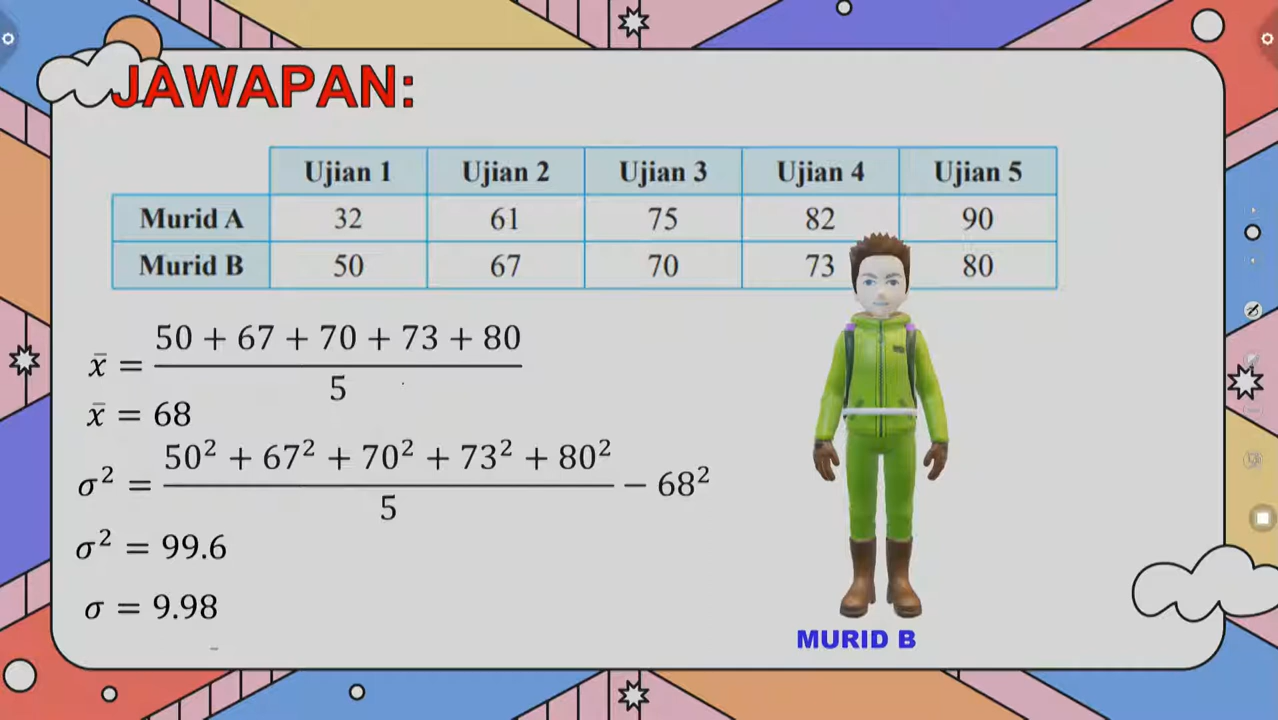 JAWAPAN:
Ujian 1 Ujian 2 Ujian 3 Ujian 4 Ujian 5
Murid A 32 61 75 82 90
Murid B 50 67 70 73 80
x̄ = (50 + 67 + 70 + 73 + 80) / 5
x̄ = 68
σ² = (50² + 67² + 70² + 73² + 80²) / 5 − 68²
σ² = 99.6
σ = 9.98
MURID B